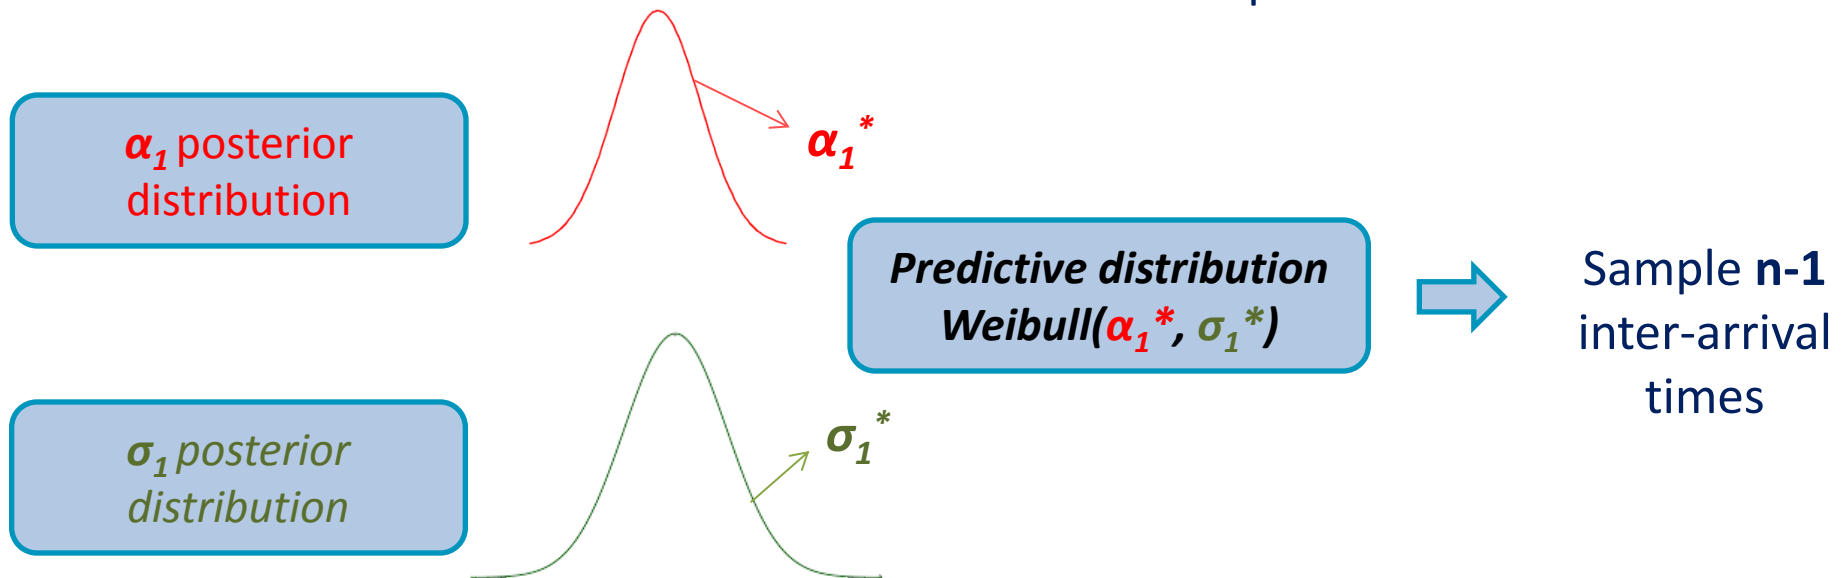 α₁ posterior
distribution
α₁*
Predictive distribution
Weibull(α₁*, σ₁*)
Sample n-1
inter-arrival
times
σ₁*
σ₁ posterior
distribution